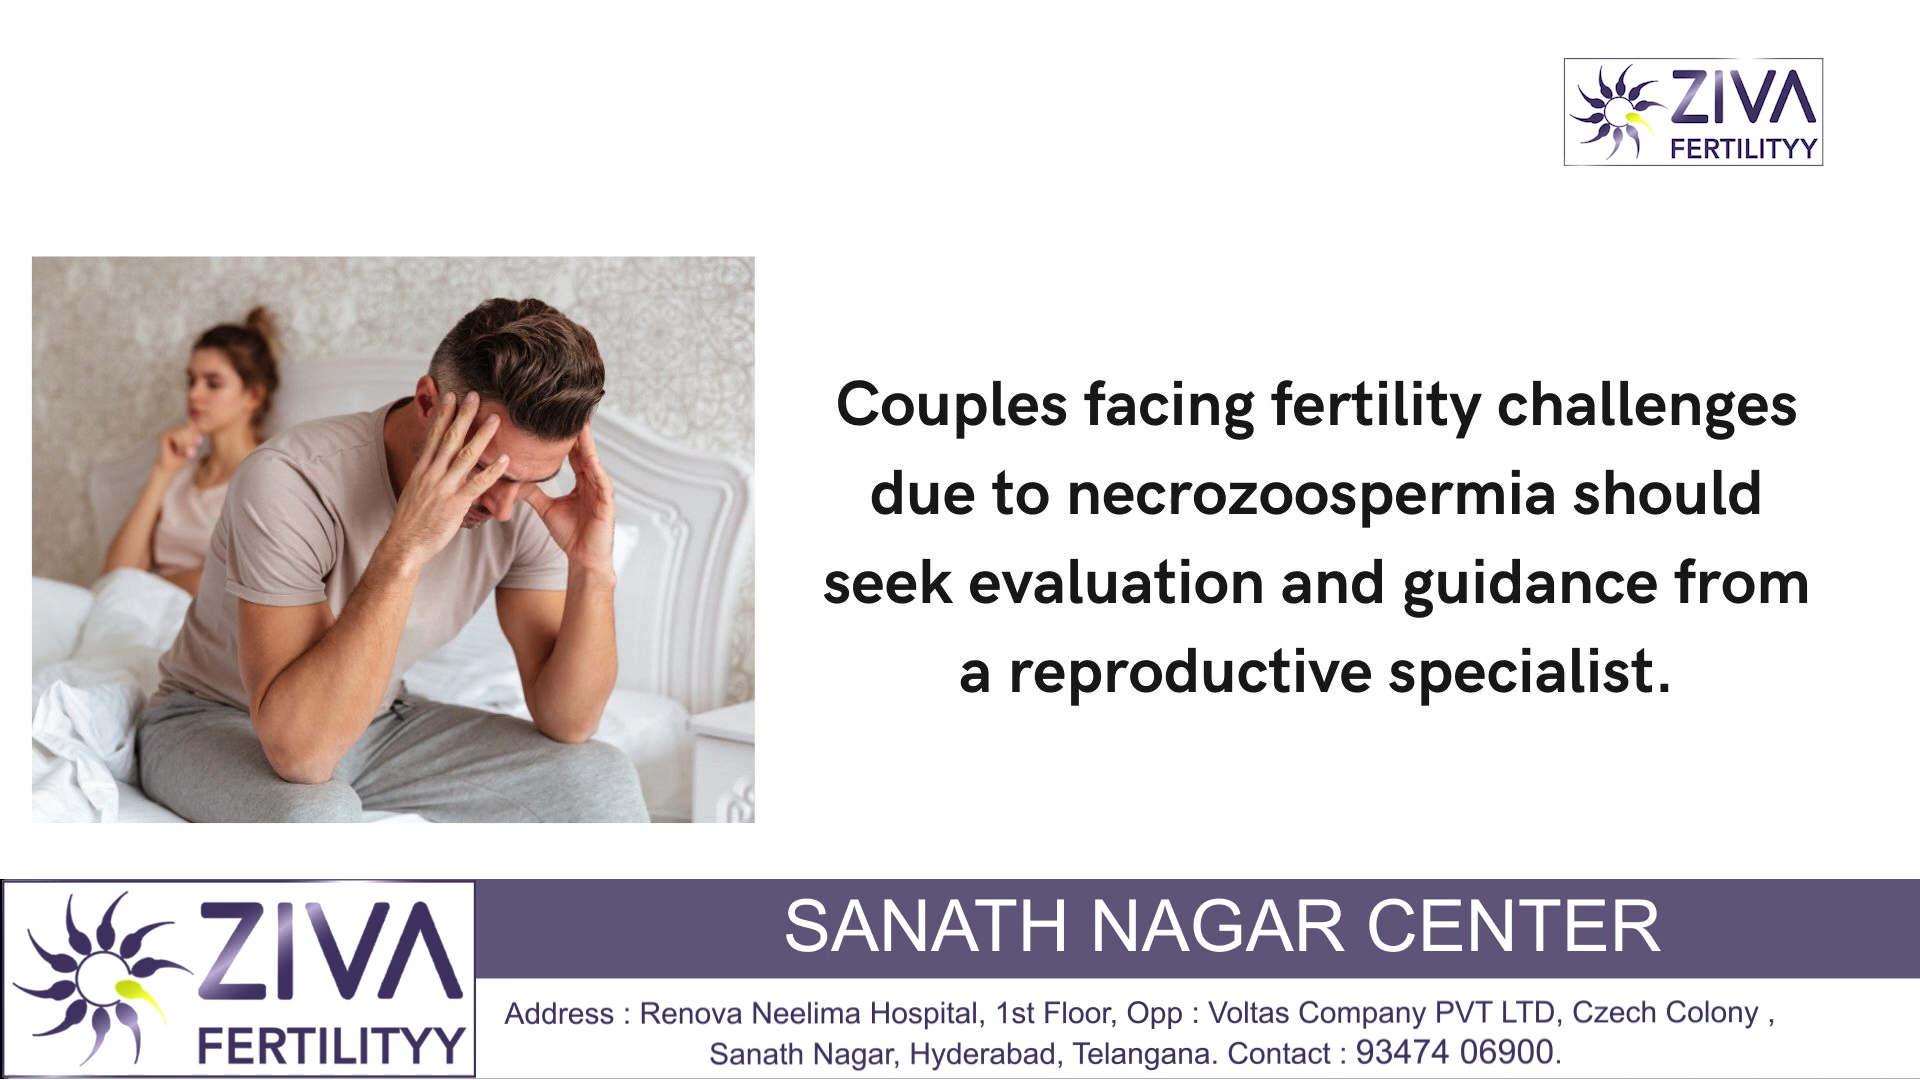 ZIVA
FERTILITYY
Couples facing fertility challenges
due to necrozoospermia should
seek evaluation and guidance from
a reproductive specialist.
ZIVA
FERTILITYY
SANATH NAGAR CENTER
Address : Renova Neelima Hospital, 1st Floor, Opp : Voltas Company PVT LTD, Czech Colony ,
Sanath Nagar, Hyderabad, Telangana. Contact : 93474 06900.